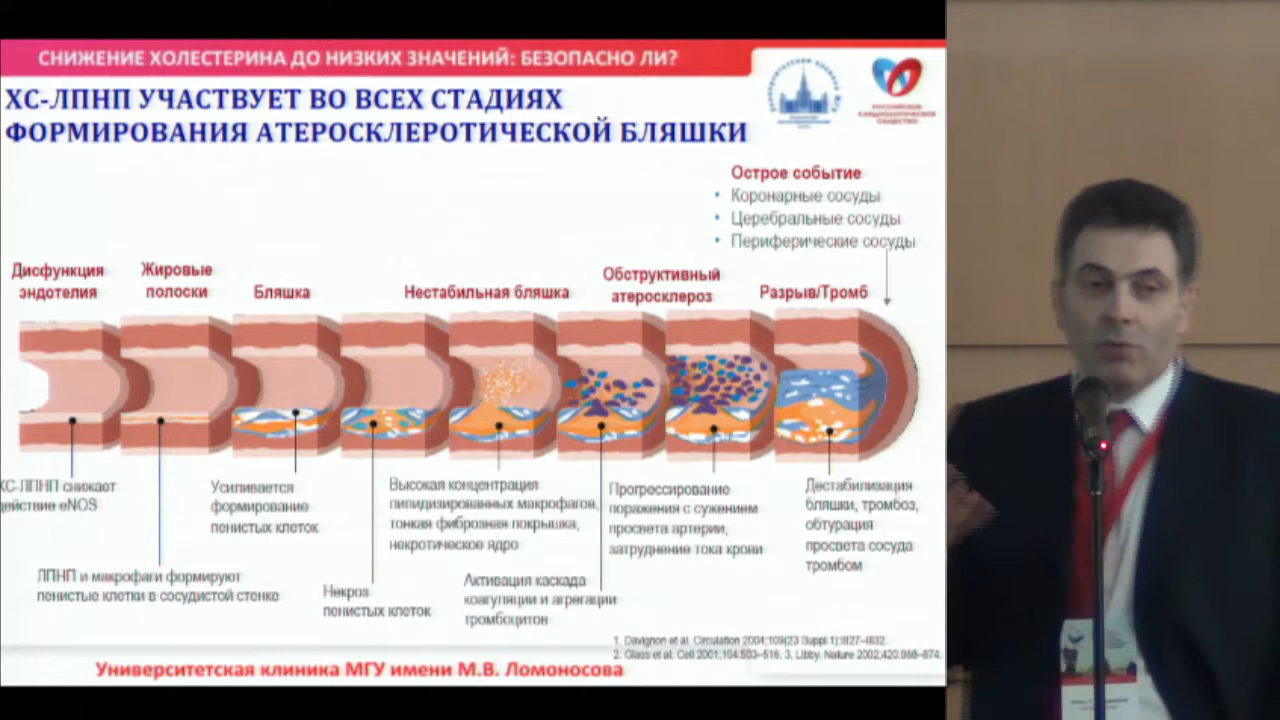 СНИЖЕНИЕ ХОЛЕСТЕРИНА ДО НИЗКИХ ЗНАЧЕНИЙ: БЕЗОПАСНО ЛИ?
ХС-ЛПНП УЧАСТВУЕТ ВО ВСЕХ СТАДИЯХ
ФОРМИРОВАНИЯ АТЕРОСКЛЕРОТИЧЕСКОЙ БЛЯШКИ
РОССИЙСКОЕ
КАРДИОЛОГИЧЕСКОЕ
ОБЩЕСТВО
Острое событие
• Коронарные сосуды
• Церебральные сосуды
• Периферические сосуды
Дисфункция
эндотелия
Жировые
полоски
Бляшка
Нестабильная бляшка
Обструктивный
атеросклероз
Разрыв/Тромб
ХС-ЛПНП снижает
действие eNOS
ЛПНП и макрофаги формируют
пенистые клетки в сосудистой стенке
Усиливается
формирование
пенистых клеток
Некроз
пенистых клеток
Высокая концентрация
липидизированных макрофагов,
тонкая фиброзная покрышка,
некротическое ядро
Активация каскада
коагуляции и агрегации
тромбоцитов
Прогрессирование
поражения с сужением
просвета артерии,
затруднение тока крови
Дестабилизация
бляшки, тромбоз,
обтурация
просвета сосуда
тромбом
1. Davignon et al. Circulation 2004;109(23 Suppl 1):III27–III32.
2. Glass et al. Cell 2001;104:503–516. 3. Libby. Nature 2002;420:868–874.
Университетская клиника МГУ имени М.В. Ломоносова